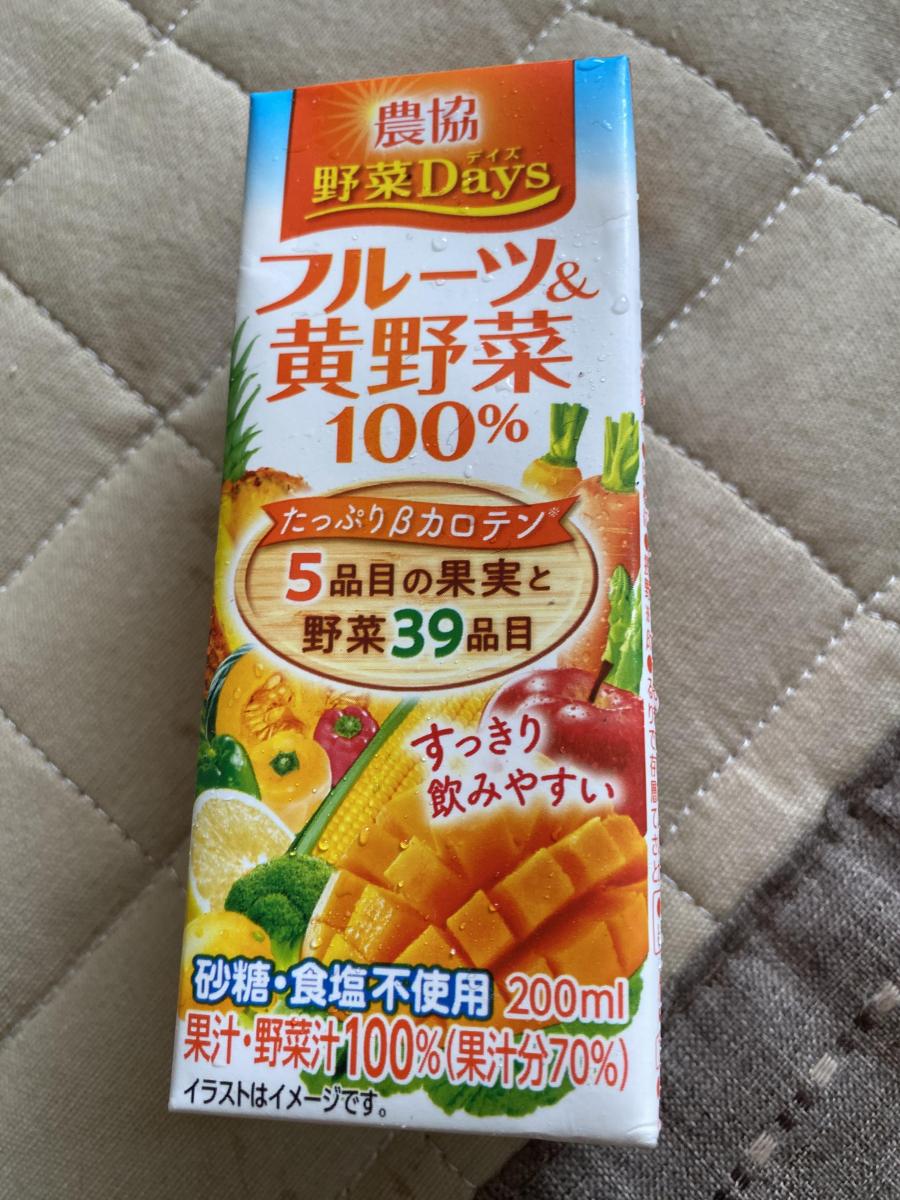 農協
デイズ
野菜Days
フルーツ&
黄野菜
100%
たっぷりβカロテン※
5品目の果実と
野菜39品目
すっきり
飲みやすい
砂糖・食塩不使用 200ml
果汁・野菜汁100%(果汁分70%)
イラストはイメージです。